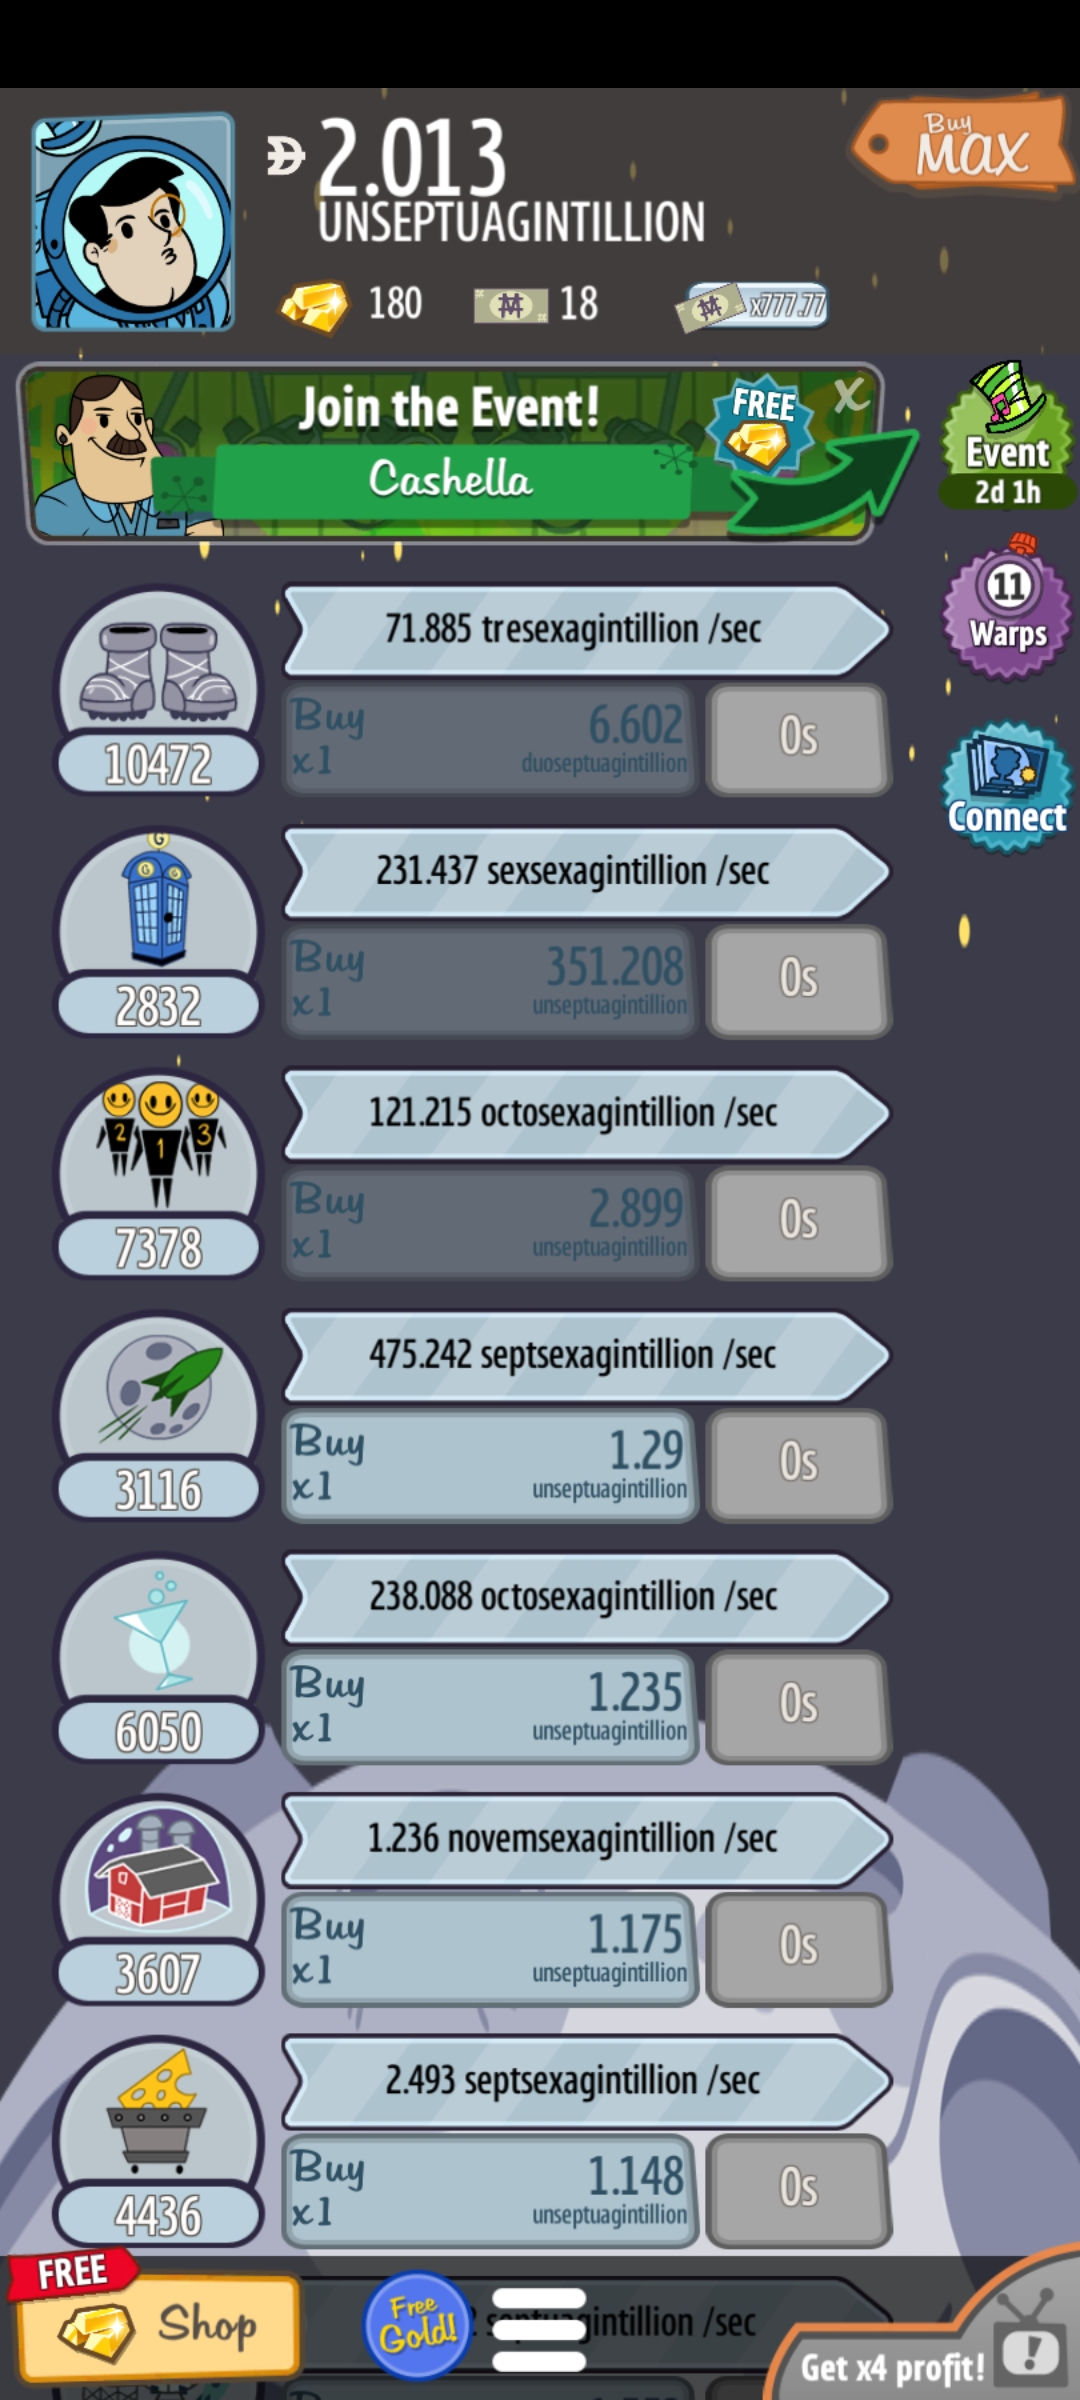 2.013
UNSEPTUAGINTILLION
Buy
MAX
180
18
x777.77
Join the Event!
Cashella
FREE
X
Event
2d 1h
11
Warps
Connect
71.885 tresexagintillion /sec
Buy
x1
6.602
duoseptuagintillion
0s
10472
G
G
G
231.437 sexsexagintillion /sec
Buy
x1
351.208
unseptuagintillion
0s
2832
2
1
3
121.215 octosexagintillion /sec
Buy
x1
2.899
unseptuagintillion
0s
7378
475.242 septsexagintillion /sec
Buy
x1
1.29
unseptuagintillion
0s
3116
238.088 octosexagintillion /sec
Buy
x1
1.235
unseptuagintillion
0s
6050
1.236 novemsexagintillion /sec
Buy
x1
1.175
unseptuagintillion
0s
3607
2.493 septsexagintillion /sec
Buy
x1
1.148
unseptuagintillion
0s
4436
FREE
Shop
Free
Gold!
/sec
Get x4 profit!
!
Buy